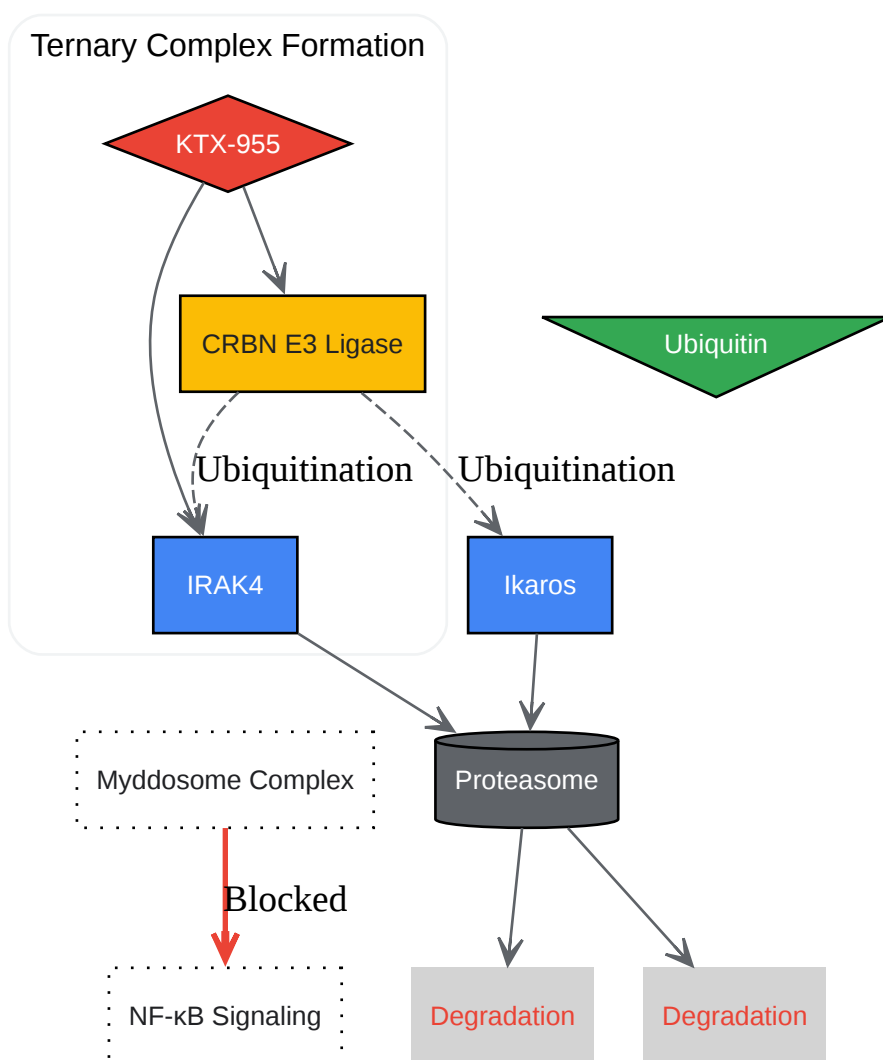 Ternary Complex Formation
KTX-955
CRBN E3 Ligase
Ubiquitin
Ubiquitination
Ubiquitination
IRAK4
Ikaros
Myddosome Complex
Proteasome
Blocked
NF-κB Signaling
Degradation
Degradation